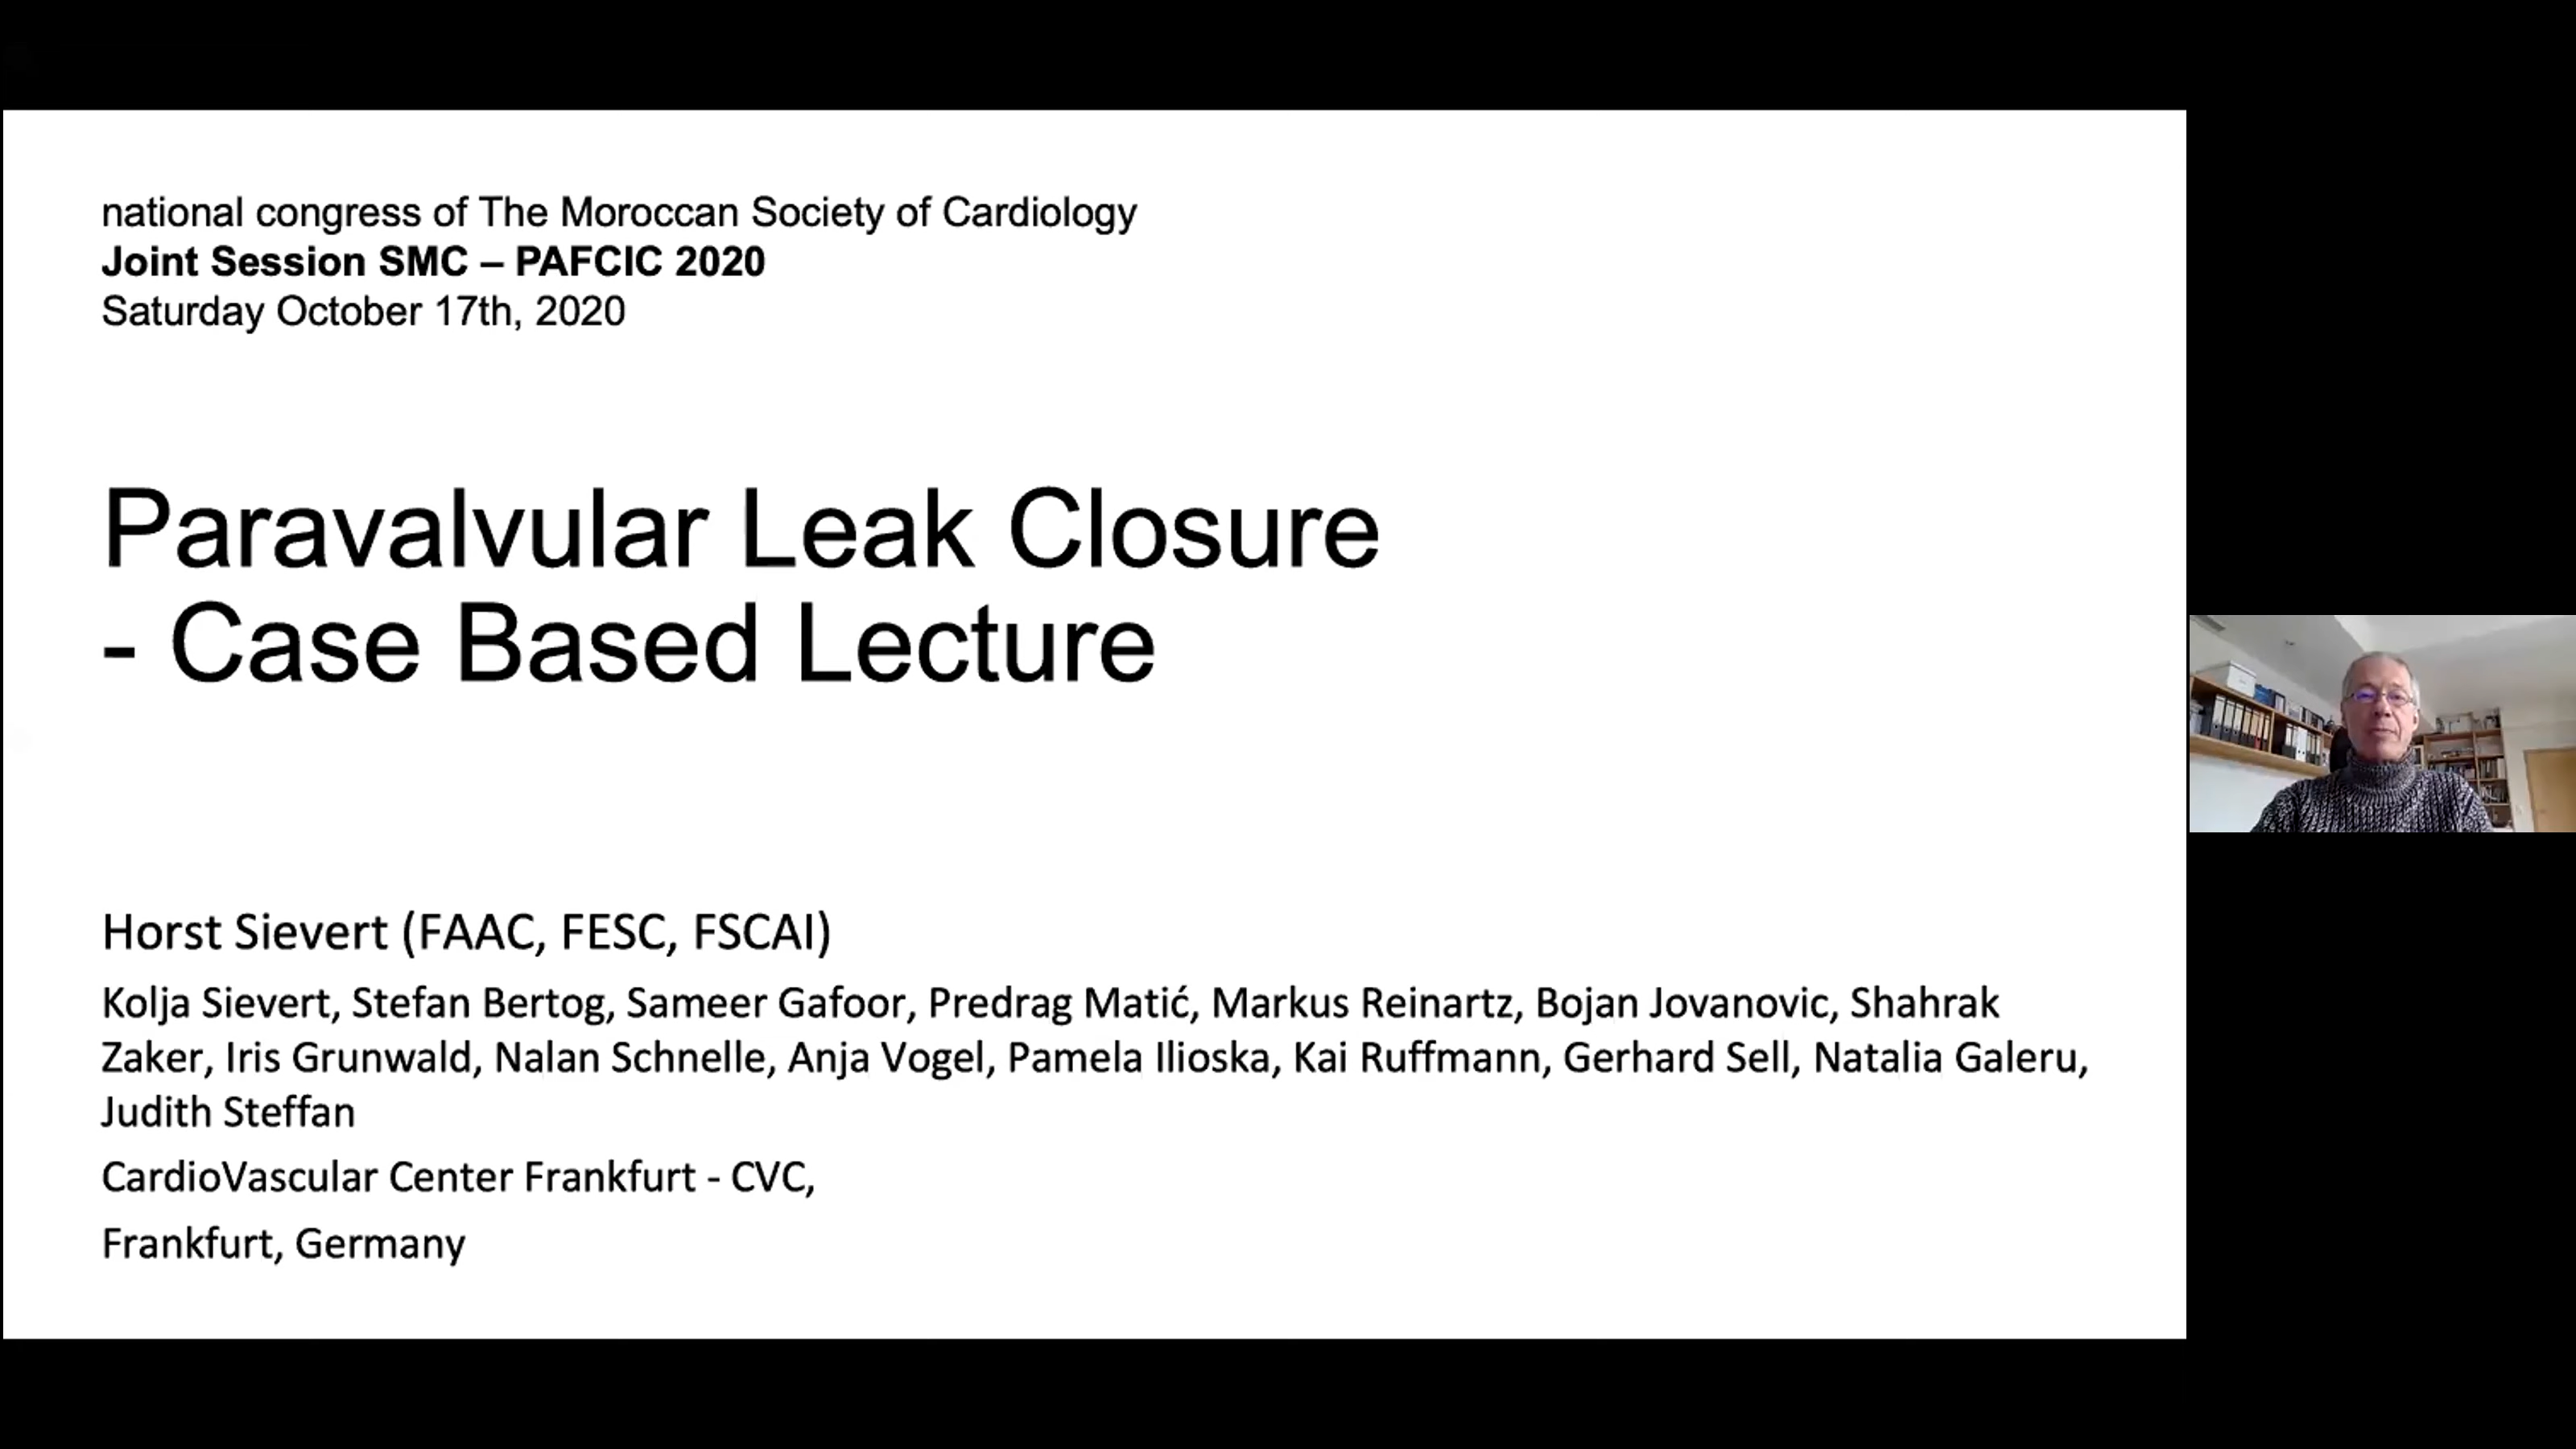 national congress of The Moroccan Society of Cardiology
Joint Session SMC – PAFCIC 2020
Saturday October 17th, 2020
Paravalvular Leak Closure
- Case Based Lecture
Horst Sievert (FAAC, FESC, FSCAI)
Kolja Sievert, Stefan Bertog, Sameer Gafoor, Predrag Matić, Markus Reinartz, Bojan Jovanovic, Shahrak
Zaker, Iris Grunwald, Nalan Schnelle, Anja Vogel, Pamela Ilioska, Kai Ruffmann, Gerhard Sell, Natalia Galeru,
Judith Steffan
CardioVascular Center Frankfurt - CVC,
Frankfurt, Germany